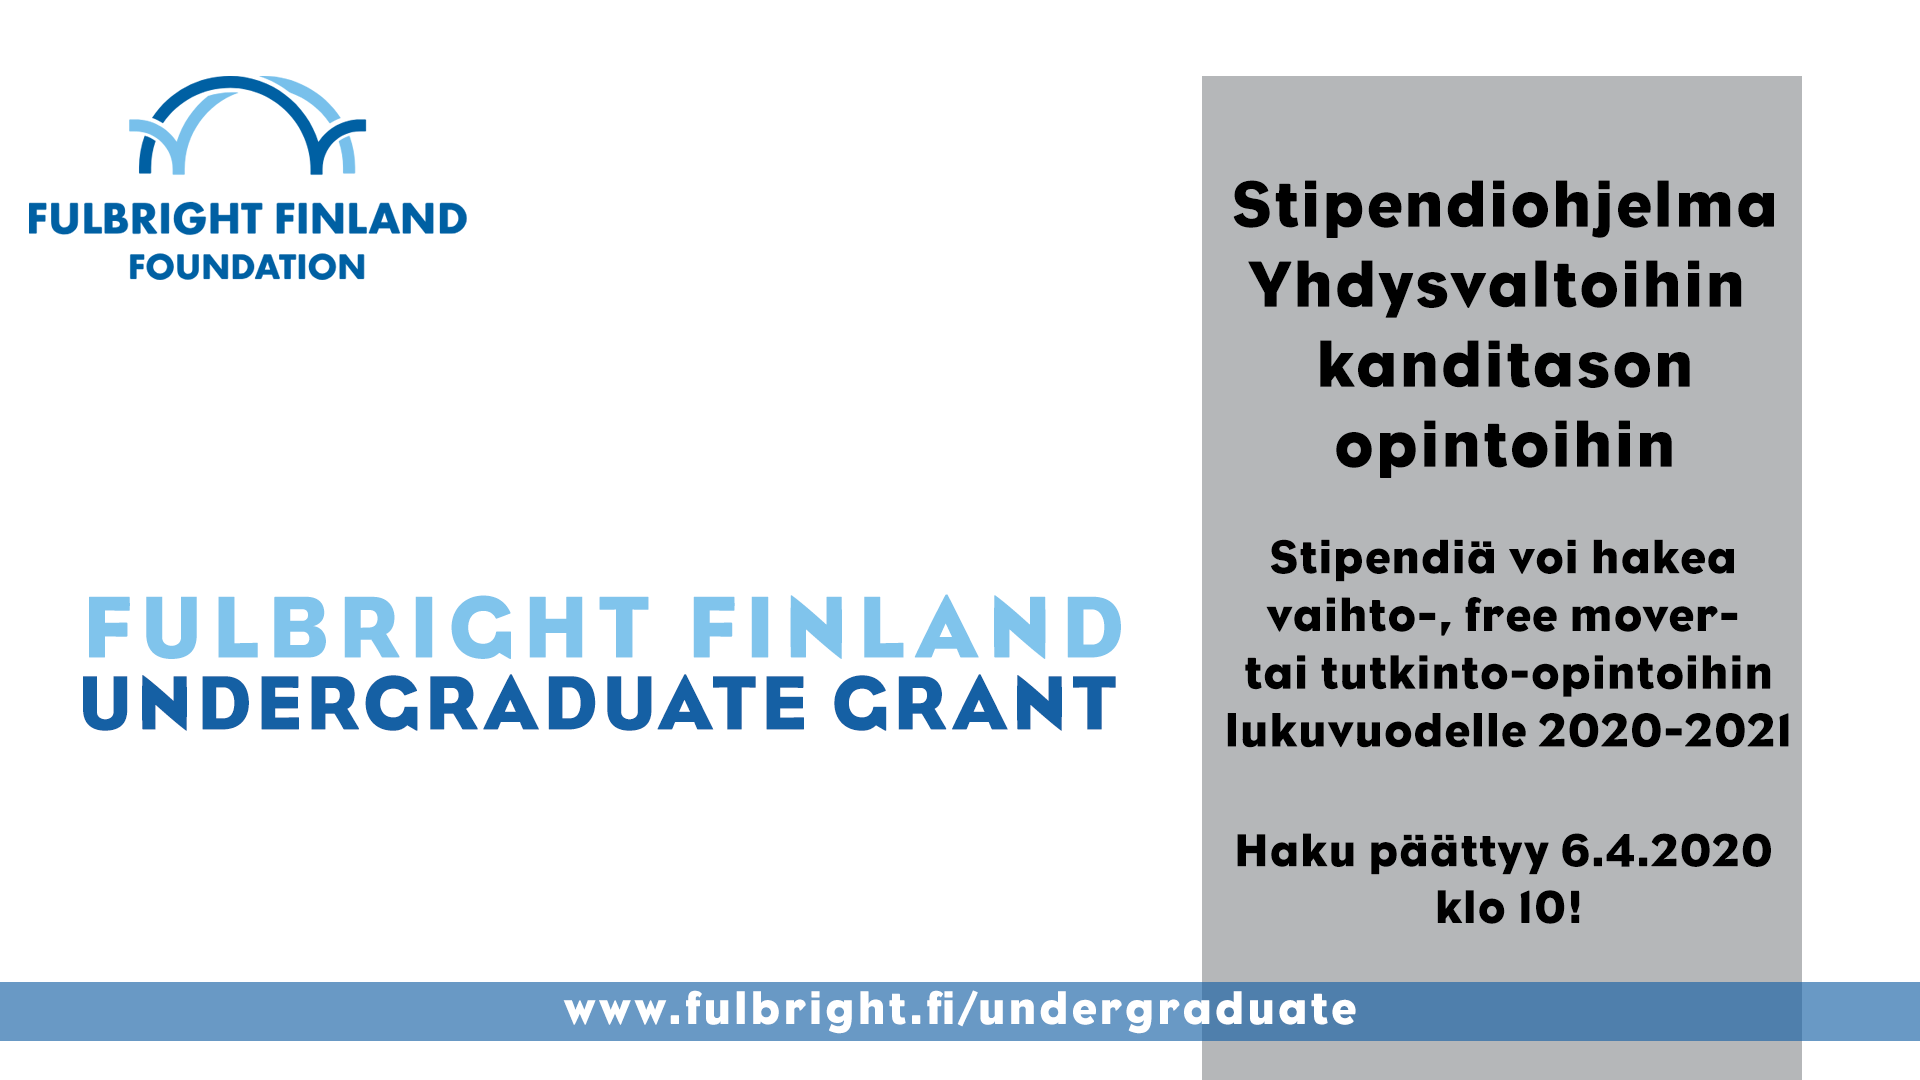 FULBRIGHT FINLAND
FOUNDATION
FULBRIGHT FINLAND
UNDERGRADUATE GRANT
Stipendiohjelma
Yhdysvaltoihin
kanditason
opintoihin
Stipendiä voi hakea
vaihto-, free mover-
tai tutkinto-opintoihin
lukuvuodelle 2020-2021
Haku päättyy 6.4.2020
klo 10!
www.fulbright.fi/undergraduate